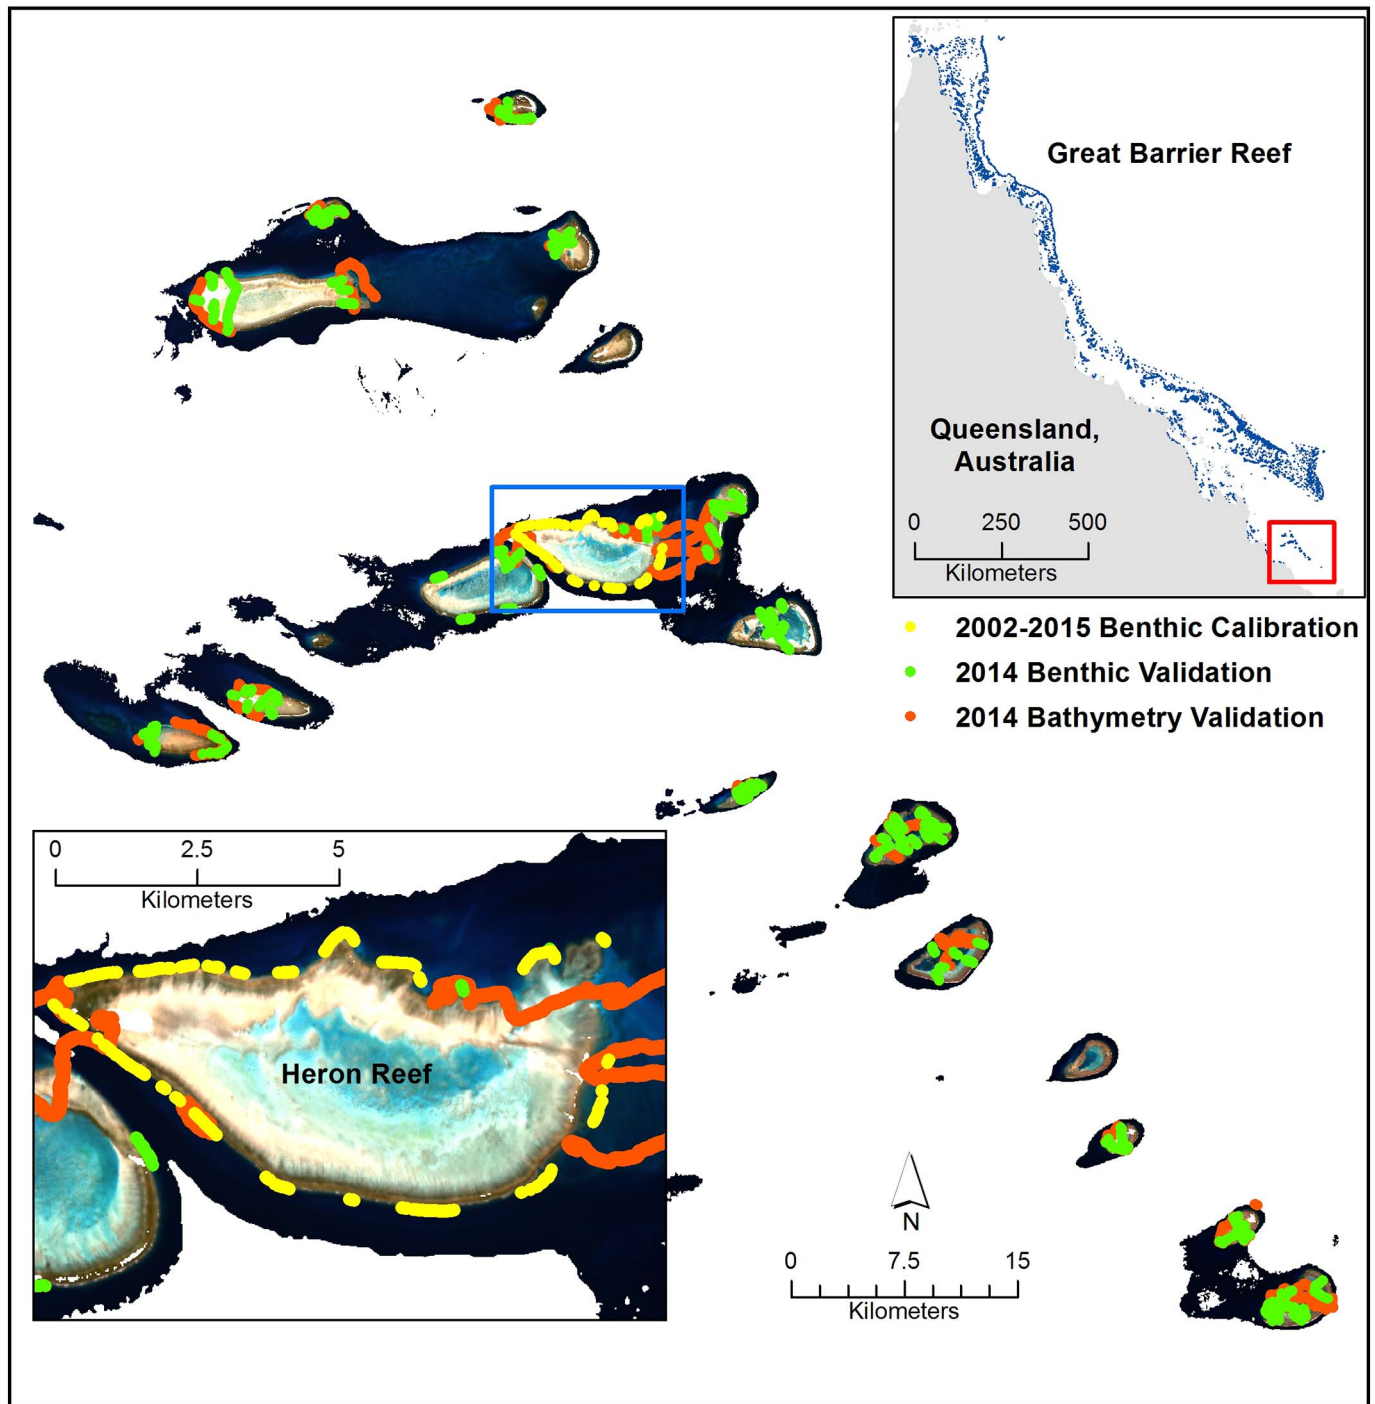 Great Barrier Reef
Queensland,
Australia
0 250 500
Kilometers
2002-2015 Benthic Calibration
2014 Benthic Validation
2014 Bathymetry Validation
0 2.5 5
Kilometers
Heron Reef
N
0 7.5 15
Kilometers